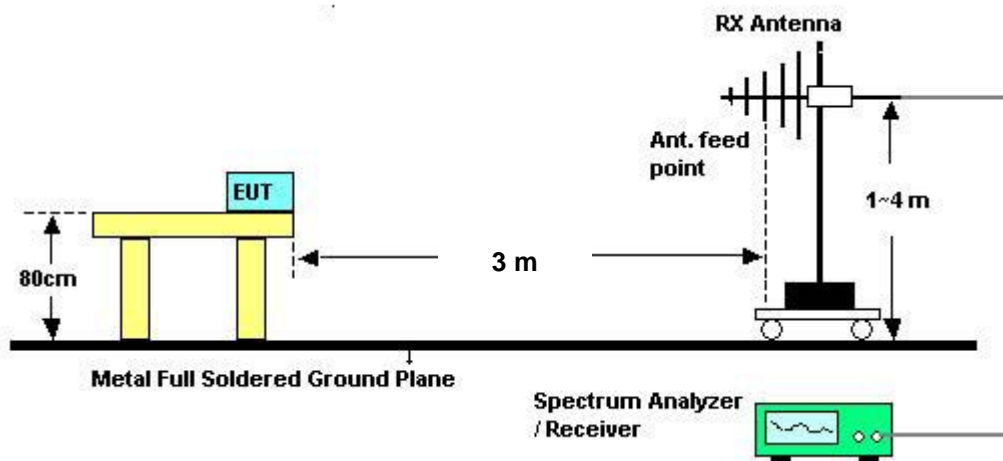 RX Antenna
Ant. feed
point
EUT
1~4 m
3 m
80cm
Metal Full Soldered Ground Plane
Spectrum Analyzer
/ Receiver